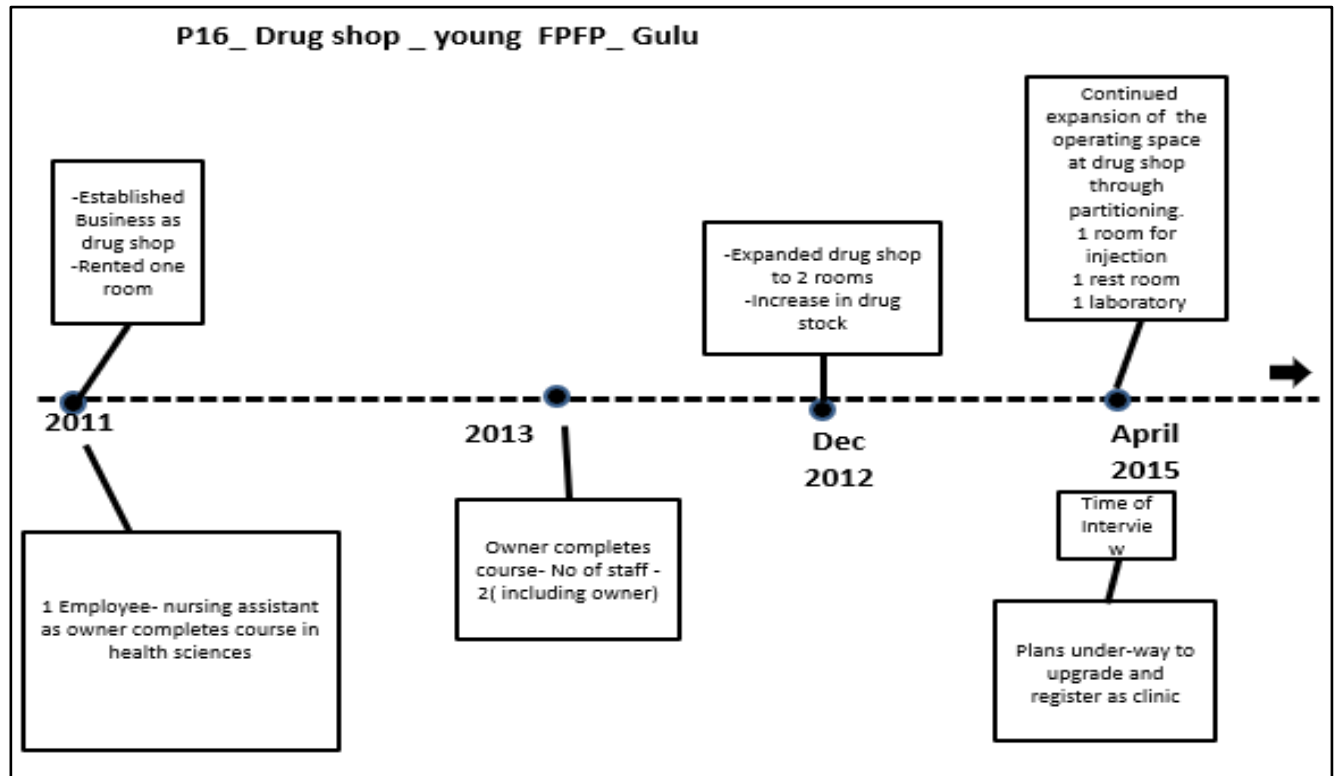 P16_ Drug shop _ young FPFP_ Gulu
-Established
Business as
drug shop
-Rented one
room
-Expanded drug shop
to 2 rooms
-Increase in drug
stock
Continued
expansion of the
operating space
at drug shop
through
partitioning.
1 room for
injection
1 rest room
1 laboratory
2011
2013
Dec
2012
April
2015
1 Employee- nursing assistant
as owner completes course in
health sciences
Owner completes
course- No of staff -
2( including owner)
Time of
Intervie
w
Plans under-way to
upgrade and
register as clinic